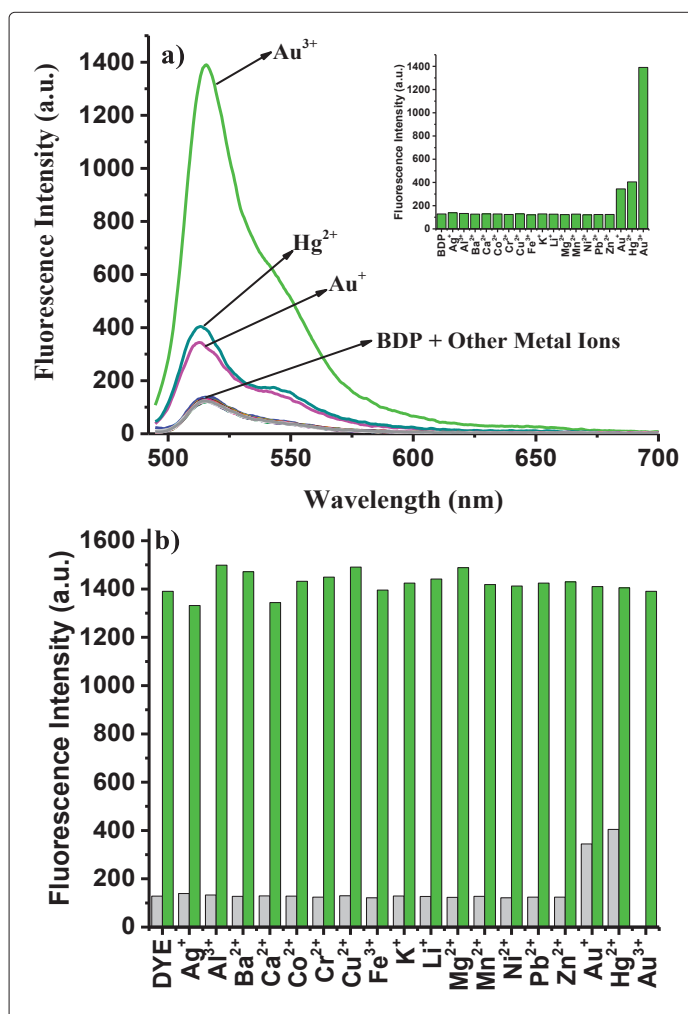 a)
Au³⁺
Hg²⁺
Au⁺
BDP + Other Metal Ions
Fluorescence Intensity (a.u.)
1400
1200
1000
800
600
400
200
0
500
550
600
650
700
Wavelength (nm)
Fluorescence Intensity (a.u.)
1400
1200
1000
800
600
400
200
0
BDP
Ag⁺
Al³⁺
Ba²⁺
Ca²⁺
Co²⁺
Cr²⁺
Cu²⁺
Fe³⁺
K⁺
Li⁺
Mg²⁺
Mn²⁺
Ni²⁺
Pb²⁺
Zn²⁺
Au⁺
Hg²⁺
Au³⁺
b)
Fluorescence Intensity (a.u.)
1600
1400
1200
1000
800
600
400
200
0
DYE
Ag⁺
Al³⁺
Ba²⁺
Ca²⁺
Co²⁺
Cr²⁺
Cu²⁺
Fe³⁺
K⁺
Li⁺
Mg²⁺
Mn²⁺
Ni²⁺
Pb²⁺
Zn²⁺
Au⁺
Hg²⁺
Au³⁺